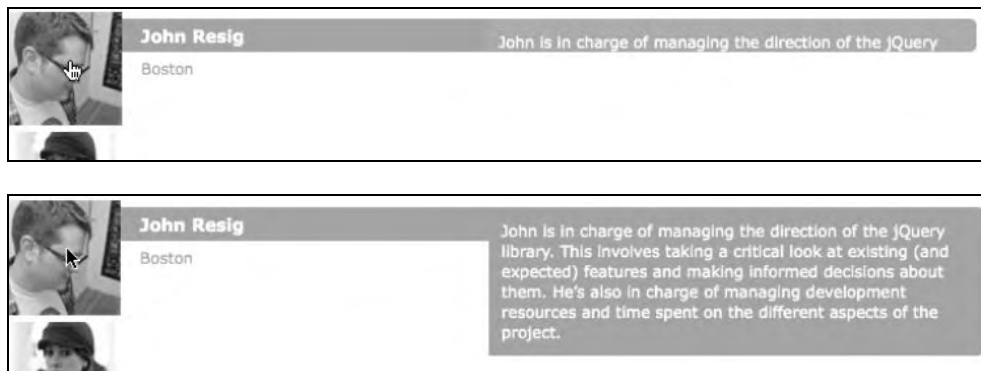 John Resig
John is in charge of managing the direction of the jQuery
Boston
John Resig
Boston
John is in charge of managing the direction of the jQuery
library. This involves taking a critical look at existing (and
expected) features and making informed decisions about
them. He's also in charge of managing development
resources and time spent on the different aspects of the
project.